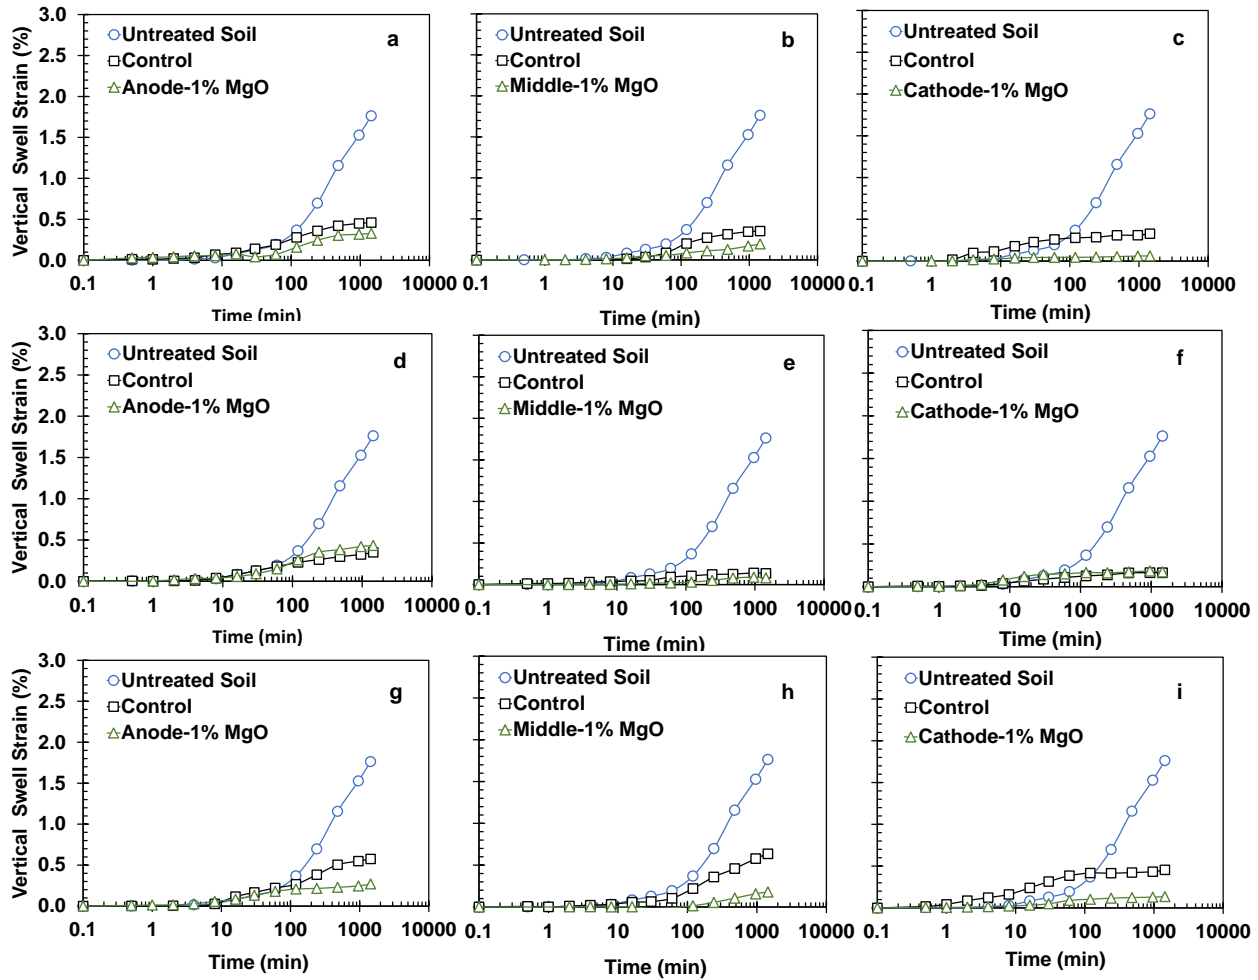 Vertical Swell Strain (%)
3.0
2.5
2.0
1.5
1.0
0.5
0.0
Untreated Soil
Control
Anode-1% MgO
a
0.1 1 10 100 1000 10000
Time (min)
Untreated Soil
Control
Middle-1% MgO
b
0.1 1 10 100 1000 10000
Time (min)
Untreated Soil
Control
Cathode-1% MgO
c
0.1 1 10 100 1000 10000
Time (min)
Vertical Swell Strain (%)
3.0
2.5
2.0
1.5
1.0
0.5
0.0
Untreated Soil
Control
Anode-1% MgO
d
0.1 1 10 100 1000 10000
Time (min)
Untreated Soil
Control
Middle-1% MgO
e
0.1 1 10 100 1000 10000
Time (min)
Untreated Soil
Control
Cathode-1% MgO
f
0.1 1 10 100 1000 10000
Time (min)
Vertical Swell Strain (%)
3.0
2.5
2.0
1.5
1.0
0.5
0.0
Untreated Soil
Control
Anode-1% MgO
g
0.1 1 10 100 1000 10000
Time (min)
Untreated Soil
Control
Middle-1% MgO
h
0.1 1 10 100 1000 10000
Time (min)
Untreated Soil
Control
Cathode-1% MgO
i
0.1 1 10 100 1000 10000
Time (min)